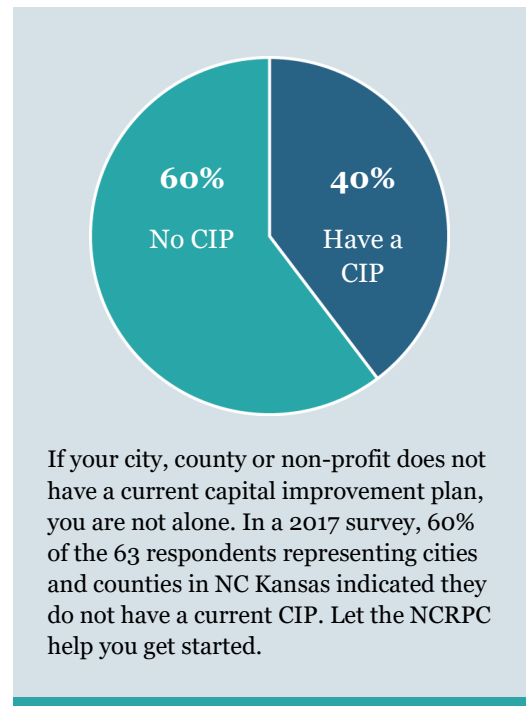 60%
No CIP
40%
Have a
CIP
If your city, county or non-profit does not
have a current capital improvement plan,
you are not alone. In a 2017 survey, 60%
of the 63 respondents representing cities
and counties in NC Kansas indicated they
do not have a current CIP. Let the NCRPC
help you get started.